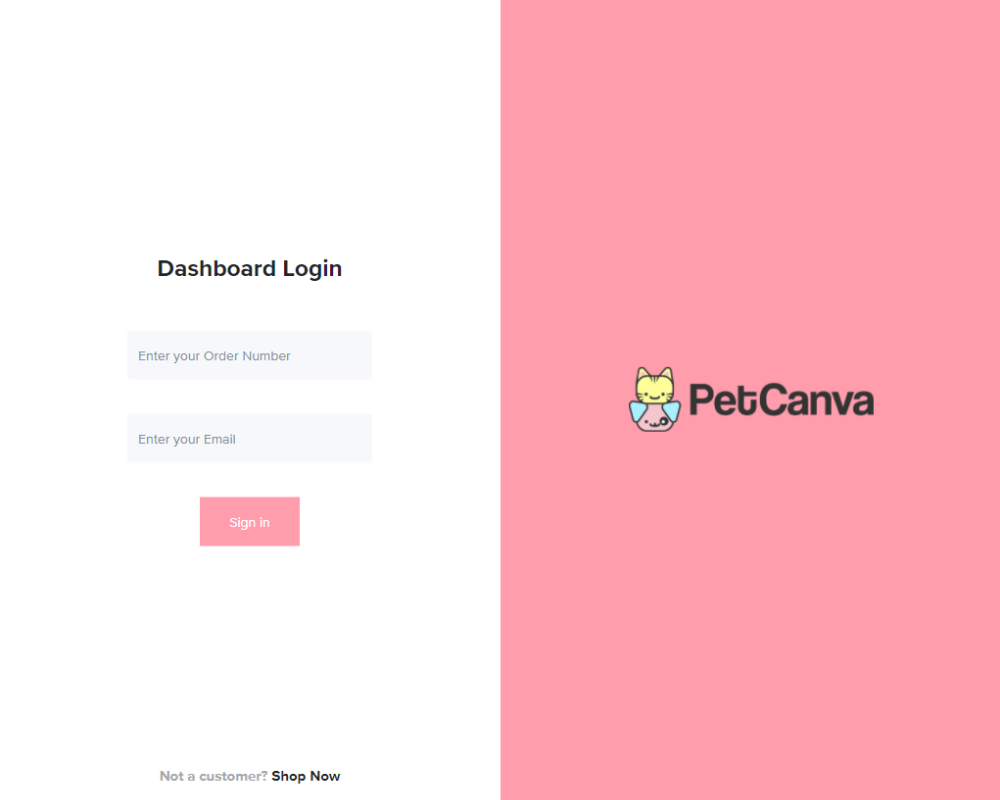 Dashboard Login
Enter your Order Number
Enter your Email
Sign in
Not a customer? Shop Now
PetCanva